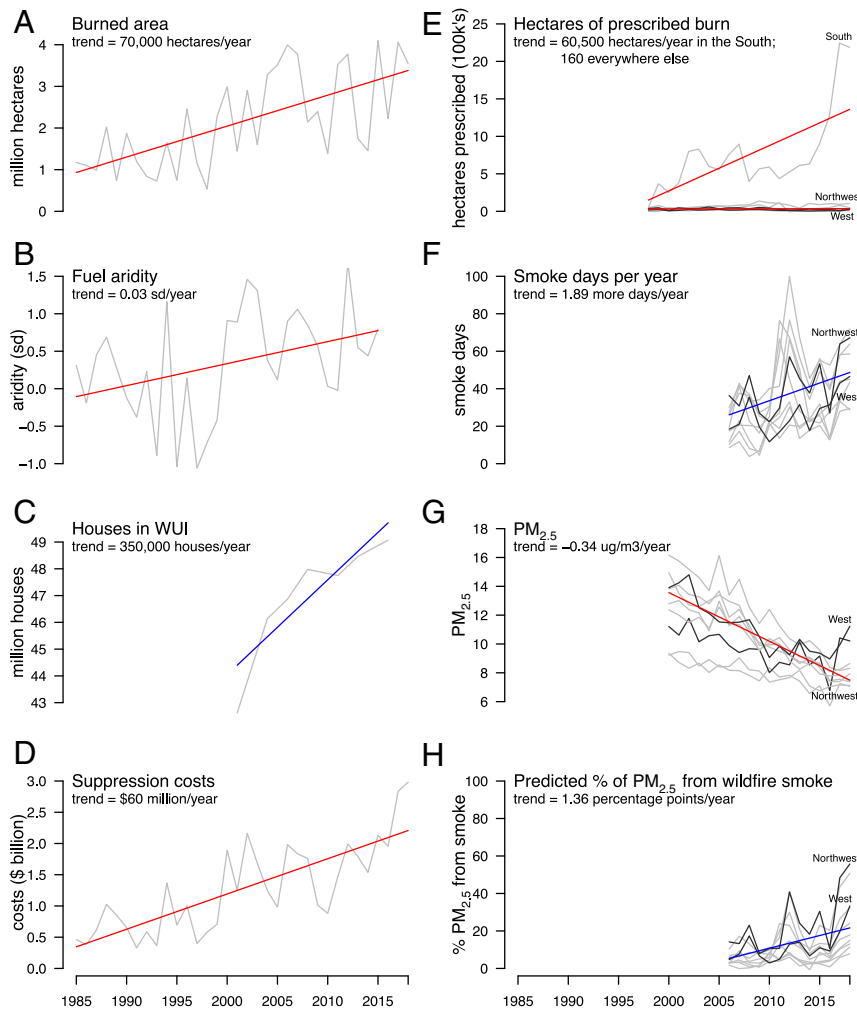 A
Burned area
trend = 70,000 hectares/year
million hectares
4
3
2
1
0
B
Fuel aridity
trend = 0.03 sd/year
aridity (sd)
1.5
1.0
0.5
0.0
−0.5
−1.0
C
Houses in WUI
trend = 350,000 houses/year
million houses
49
48
47
46
45
44
43
D
Suppression costs
trend = $60 million/year
costs ($ billion)
3.0
2.5
2.0
1.5
1.0
0.5
0.0
1985 1990 1995 2000 2005 2010 2015
E
Hectares of prescribed burn
trend = 60,500 hectares/year in the South;
160 everywhere else
hectares prescribed (100k's)
25
20
15
10
5
0
South
Northwest
West
F
Smoke days per year
trend = 1.89 more days/year
smoke days
100
80
60
40
20
0
Northwest
West
G
PM2.5
trend = −0.34 ug/m3/year
PM2.5
18
16
14
12
10
8
6
West
Northwest
H
Predicted % of PM2.5 from wildfire smoke
trend = 1.36 percentage points/year
% PM2.5 from smoke
100
80
60
40
20
0
Northwest
West
1985 1990 1995 2000 2005 2010 2015